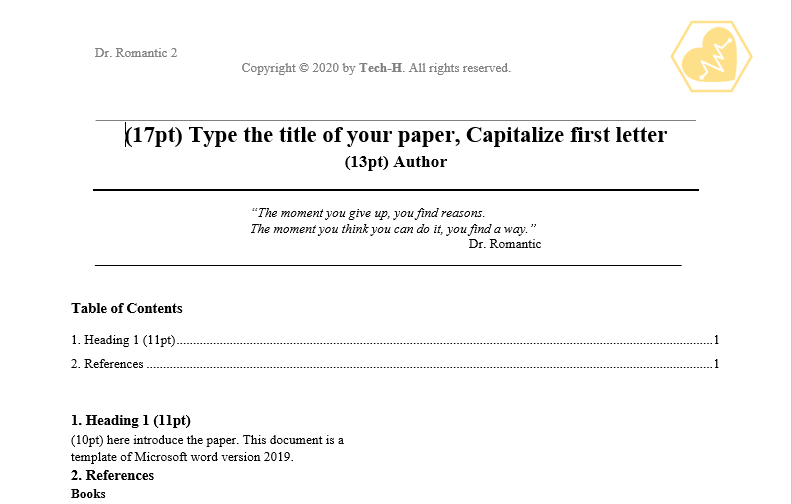 Dr. Romantic 2
Copyright © 2020 by Tech-H. All rights reserved.
(17pt) Type the title of your paper, Capitalize first letter
(13pt) Author
“The moment you give up, you find reasons.
The moment you think you can do it, you find a way.”
Dr. Romantic
Table of Contents
1. Heading 1 (11pt)....................................................................................................1
2. References ....................................................................................................1
1. Heading 1 (11pt)
(10pt) here introduce the paper. This document is a
template of Microsoft word version 2019.
2. References
Books